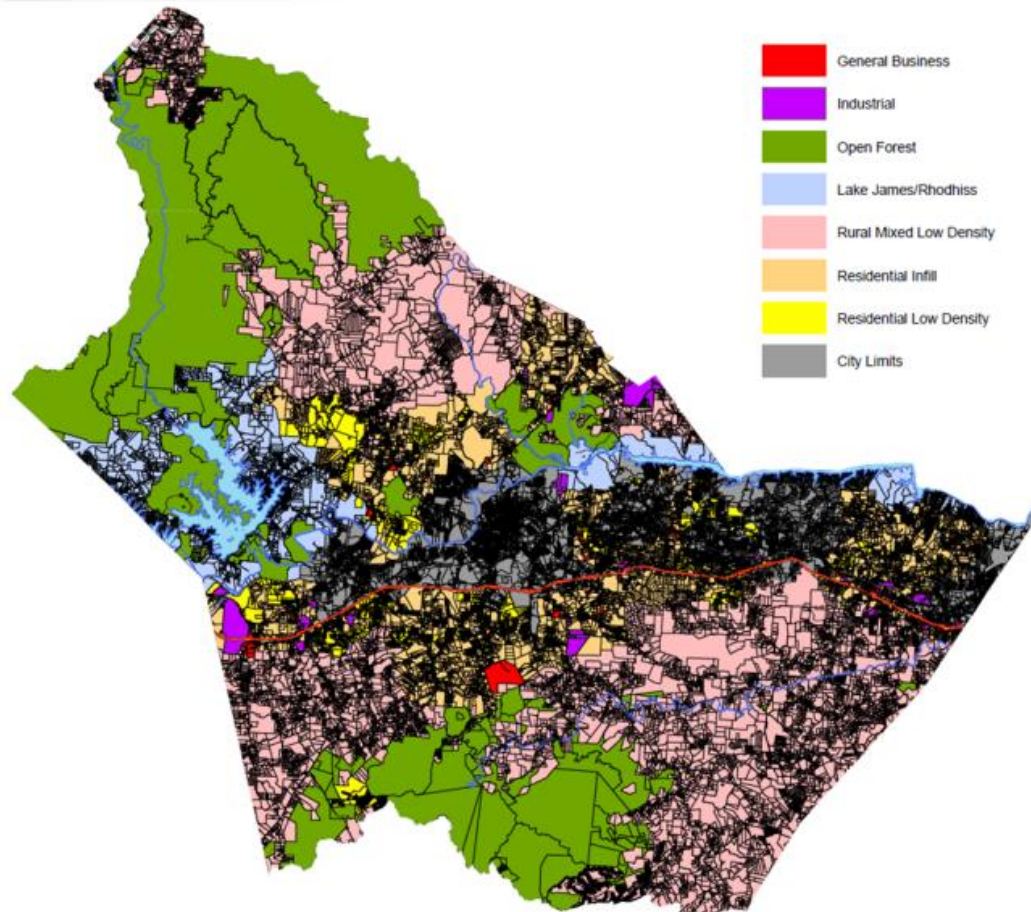 General Business
Industrial
Open Forest
Lake James/Rhodhiss
Rural Mixed Low Density
Residential Infill
Residential Low Density
City Limits